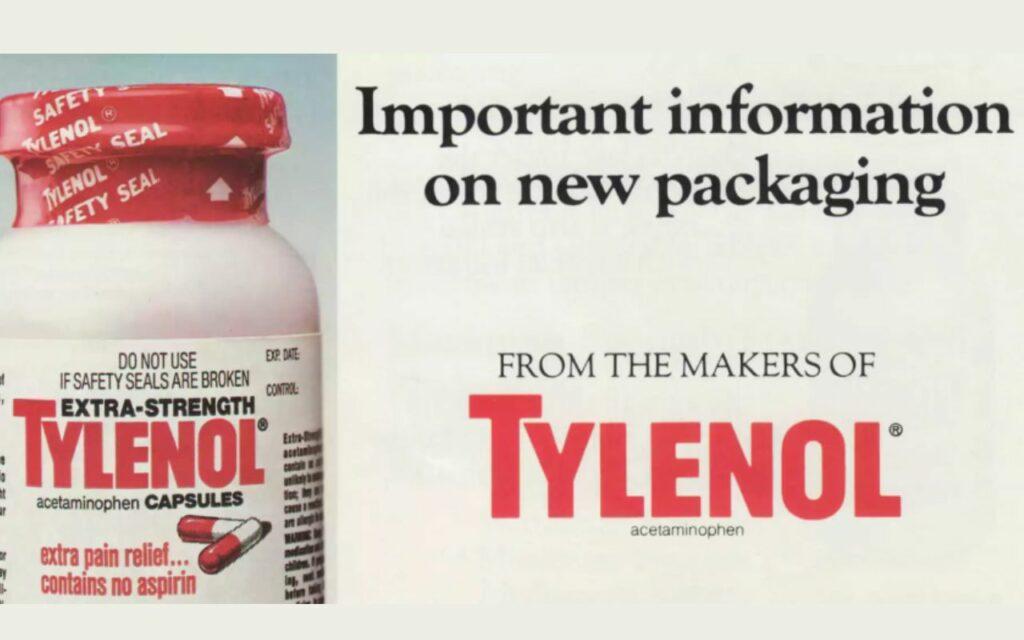 SAFETY
TYLENOL®
SAFETY SEAL
TYLENOL®
SAFETY SEAL
DO NOT USE
IF SAFETY SEALS ARE BROKEN
EXP. DATE:
CONTROL:
EXTRA-STRENGTH
TYLENOL®
acetaminophen CAPSULES
extra pain relief...
contains no aspirin
Important information
on new packaging
FROM THE MAKERS OF
TYLENOL®
acetaminophen